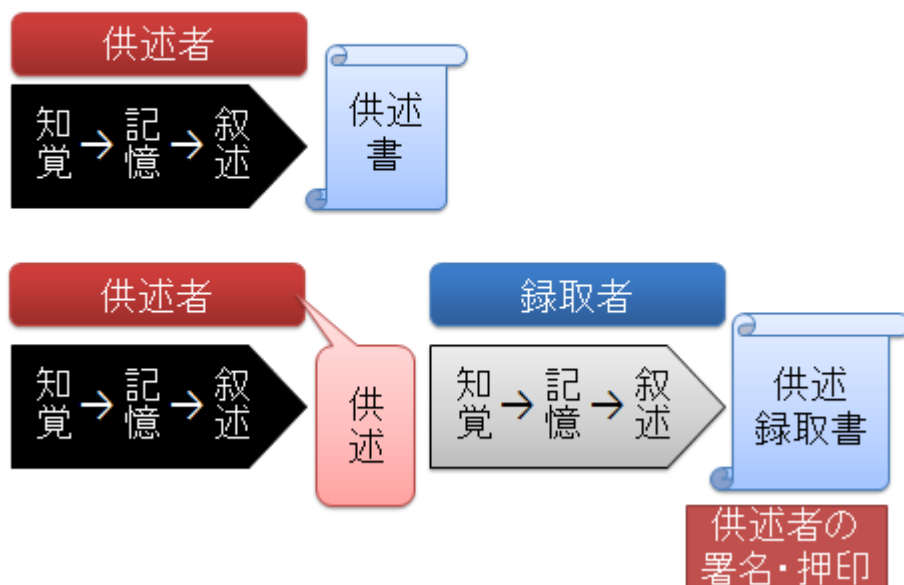 供述者
知覚→記憶→叙述
供述
書
供述者
録取者
知覚→記憶→叙述
供述
知覚→記憶→叙述
供述
録取書
供述者の
署名・押印